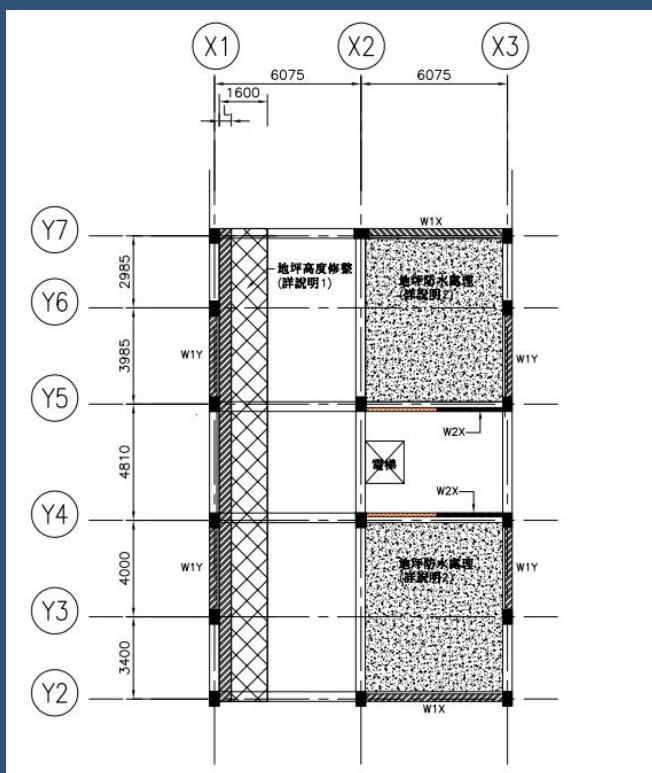 X1
X2
X3
6075
6075
1600
L
W1X
Y7
地坪高度修整
(詳說明1)
地坪防水處理
(詳說明2)
2985
Y6
3985
W1Y
W1Y
Y5
W2X
4810
電梯
W2X
Y4
4000
W1Y
地坪防水處理
(詳說明2)
W1Y
Y3
3400
Y2
W1X